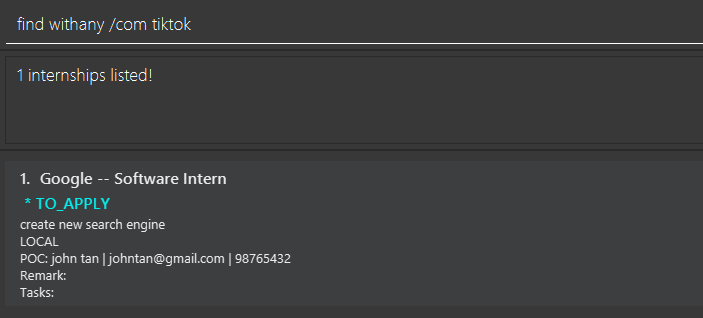 find withany /com tiktok
1 internships listed!
1.  Google -- Software Intern
* TO_APPLY
create new search engine
LOCAL
POC: john tan | johntan@gmail.com | 98765432
Remark:
Tasks: